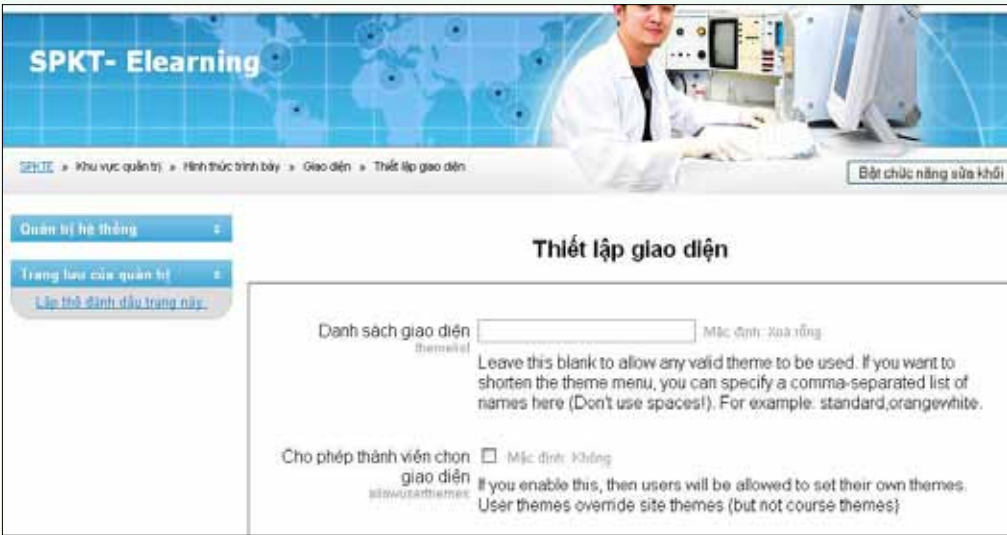 SPKT- Elearning
SPKTE » Khu vực quản trị » Hình thức trình bày » Giao diện » Thiết lập giao diện
Bật chức năng sửa khối
Quản trị hệ thống
Thiết lập giao diện
Trang lưu của quản trị
Lập thẻ đánh dấu trang này
Danh sách giao diện Mặc định: Xoá rỗng
themelist
Leave this blank to allow any valid theme to be used. If you want to
shorten the theme menu, you can specify a comma-separated list of
names here (Don't use spaces!). For example: standard,orangewhite.
Cho phép thành viên chọn Mặc định: Không
giao diện
allowuserthemes
If you enable this, then users will be allowed to set their own themes.
User themes override site themes (but not course themes)